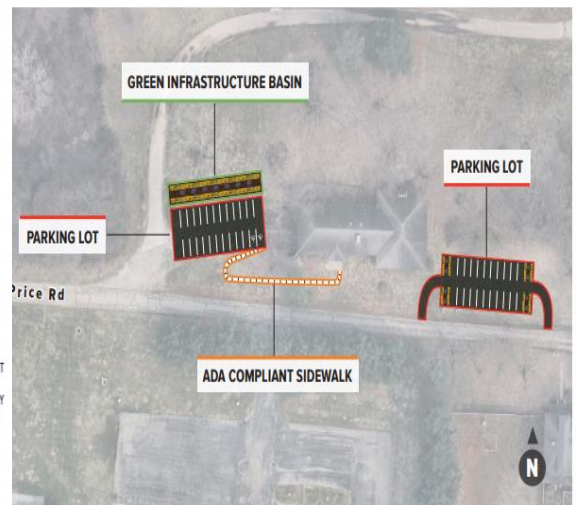 GREEN INFRASTRUCTURE BASIN
PARKING LOT
PARKING LOT
Price Rd
T
ADA COMPLIANT SIDEWALK
Y
N